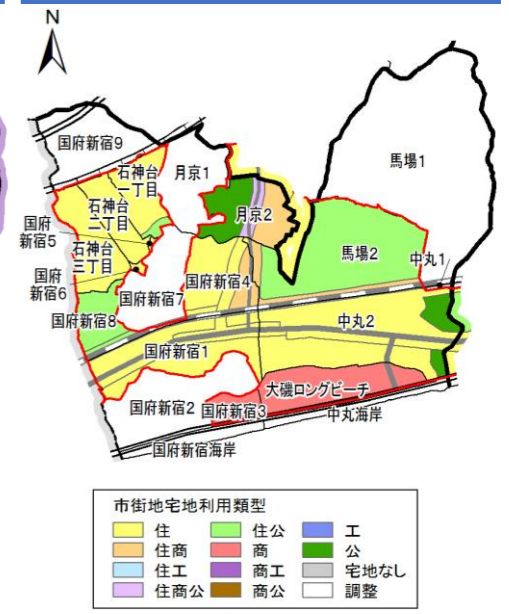 N
国府新宿9
石神台
一丁目
月京1
馬場1
石神台
二丁目
月京2
国府
新宿5
石神台
三丁目
馬場2
中丸1
国府
新宿6
国府新宿4
国府新宿7
国府新宿8
中丸2
国府新宿1
大磯ロングビーチ
国府新宿2
国府新宿3
中丸海岸
国府新宿海岸
市街地宅地利用類型
住 住公 工
住商 商 公
住工 商工 宅地なし
住商公 商公 調整